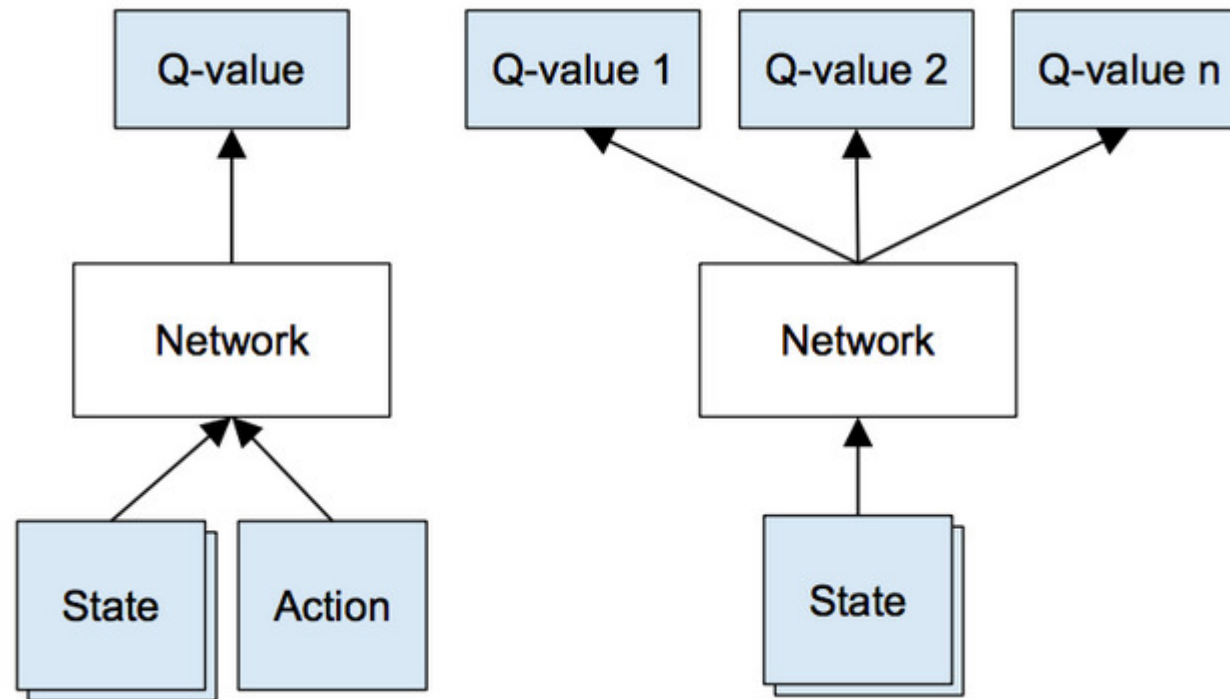 Q-value
Q-value 1
Q-value 2
Q-value n
Network
Network
State
Action
State